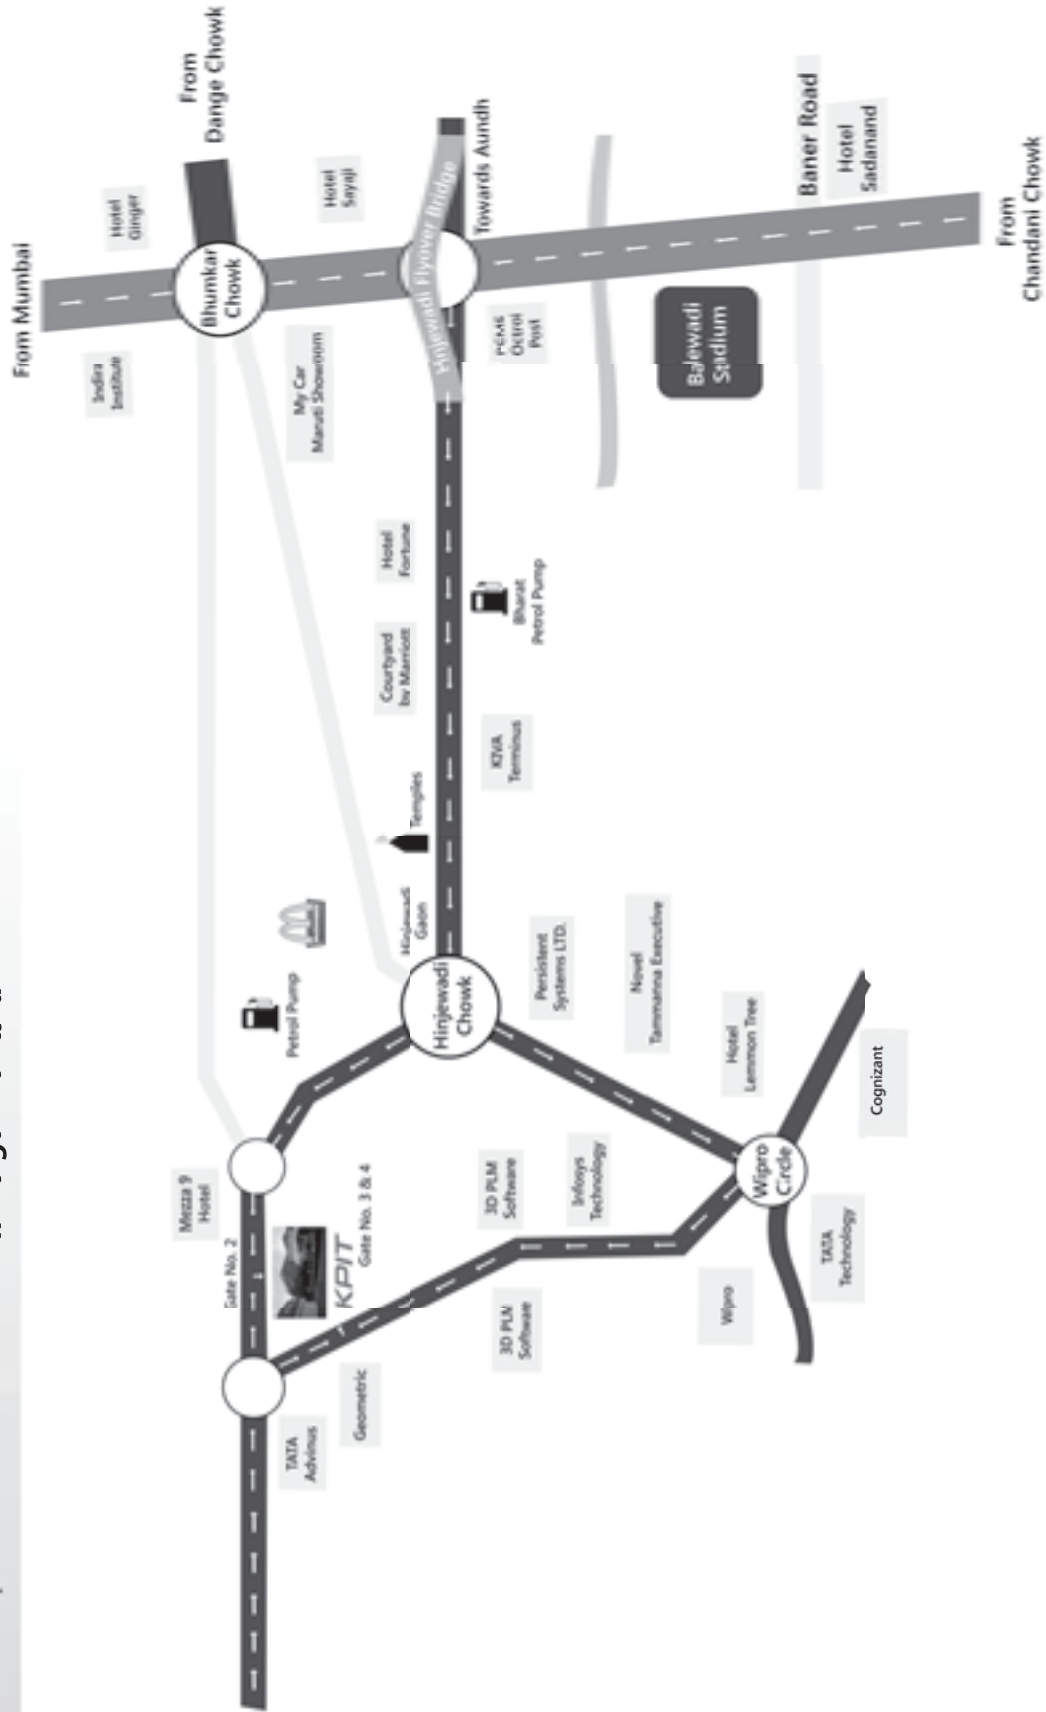 From Mumbai
From
Dange Chowk
Hotel
Ginger
Indira
Institute
Bhumkar
Chowk
Hotel
Sayaji
My Car
Maruti Showroom
Hinjewadi Flyover Bridge
Towards Aundh
PCMS
Octroi
Post
Balewadi
Stadium
Baner Road
Hotel
Sadanand
From
Chandani Chowk
Hotel
Fortune
Courtyard
by Marriott
Bharat
Petrol Pump
KIVA
Terminus
Temples
Hinjawadi
Gaon
Hinjewadi
Chowk
Petrol Pump
Persistent
Systems LTD.
Novel
Tammanna Executive
Hotel
Lemmon Tree
Cognizant
Wipro
Circle
TATA
Technology
Wipro
Infosys
Technology
3D PLM
Software
3D PLN
Software
Mezza 9
Hotel
Gate No. 2
KPIT
Gate No. 3 & 4
Geometric
TATA
Advinus